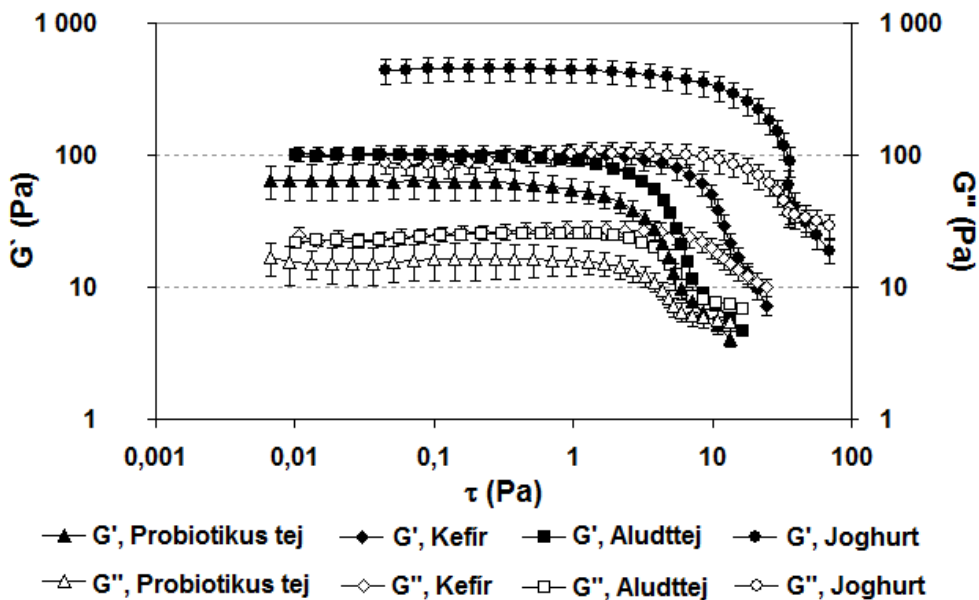 1 000
1 000
100
100
10
10
1
1
G` (Pa)
G" (Pa)
0,001
0,01
0,1
1
10
100
τ (Pa)
G', Probiotikus tej
G', Kefír
G', Aludttej
G', Joghurt
G'', Probiotikus tej
G'', Kefír
G'', Aludttej
G'', Joghurt